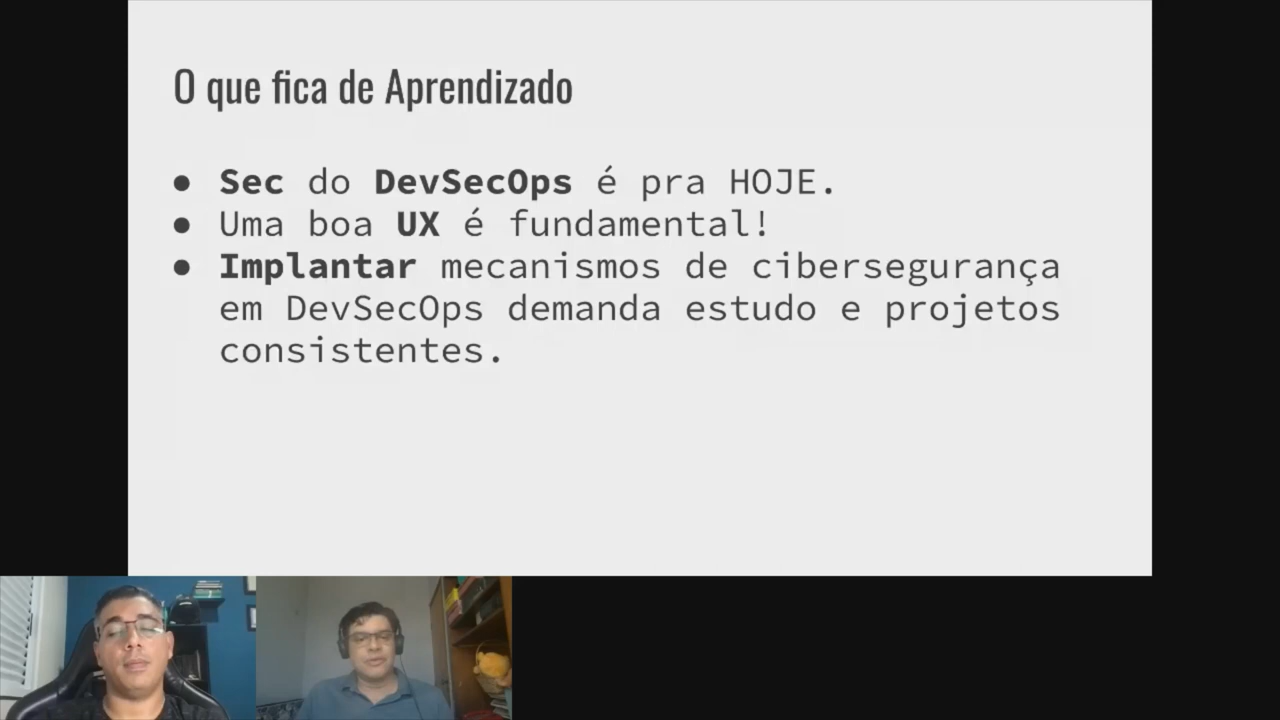 O que fica de Aprendizado
● Sec do DevSecOps é pra HOJE.
● Uma boa UX é fundamental!
● Implantar mecanismos de cibersegurança
em DevSecOps demanda estudo e projetos
consistentes.